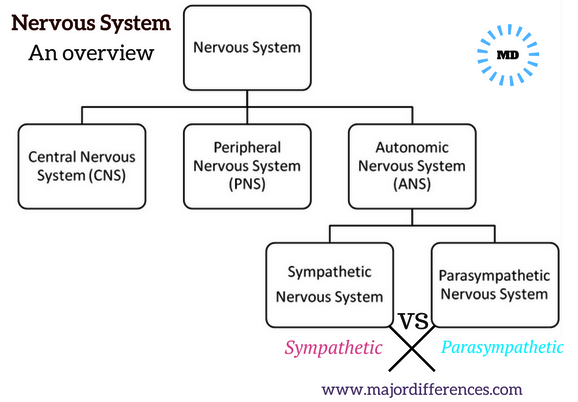 Nervous System
An overview
Nervous System
MD
Central Nervous
System (CNS)
Peripheral
Nervous System
(PNS)
Autonomic
Nervous System
(ANS)
Sympathetic
Nervous System
Parasympathetic
Nervous System
vs
Sympathetic
Parasympathetic
www.majordifferences.com